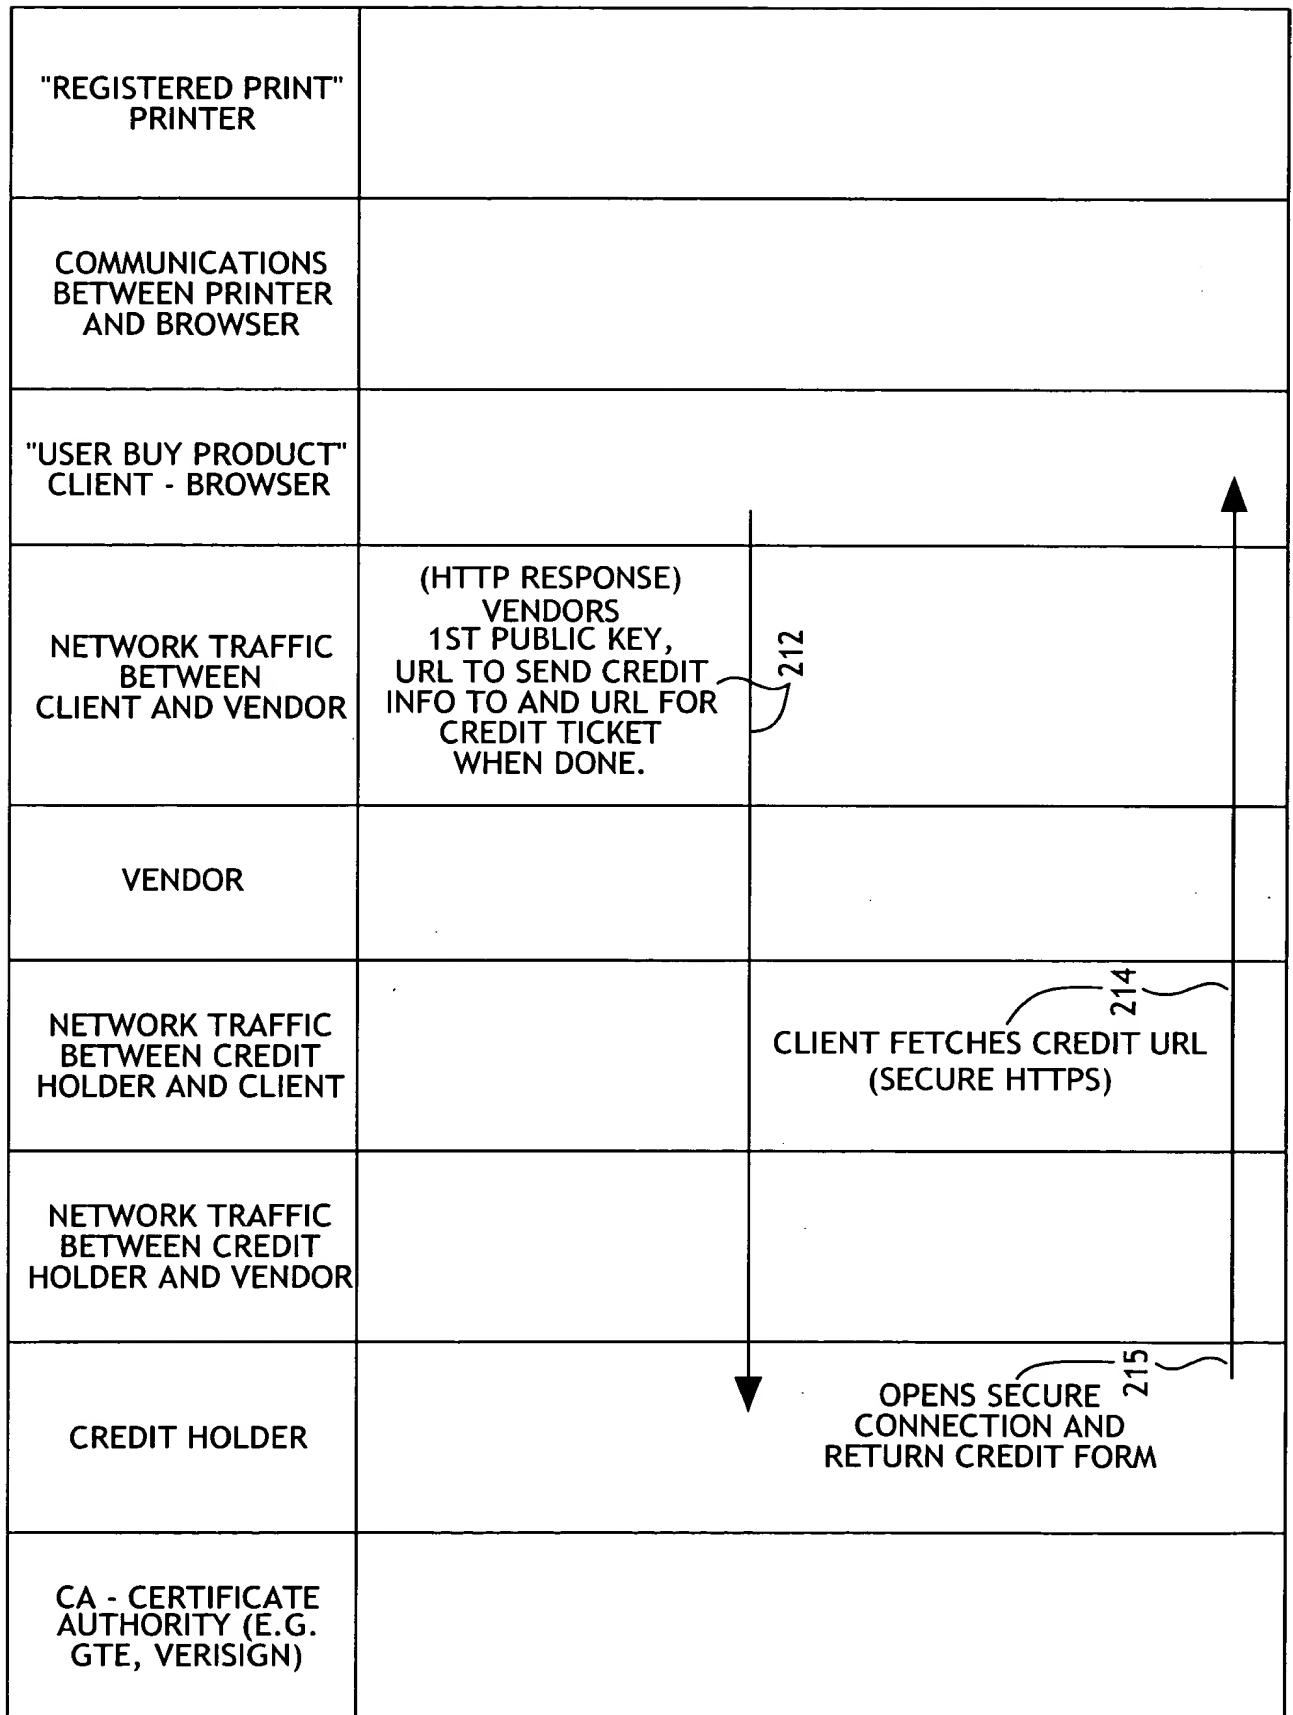 "REGISTERED PRINT"
PRINTER
COMMUNICATIONS
BETWEEN PRINTER
AND BROWSER
"USER BUY PRODUCT"
CLIENT - BROWSER
NETWORK TRAFFIC
BETWEEN
CLIENT AND VENDOR
(HTTP RESPONSE)
VENDORS
1ST PUBLIC KEY,
URL TO SEND CREDIT
INFO TO AND URL FOR
CREDIT TICKET
WHEN DONE.
212
VENDOR
NETWORK TRAFFIC
BETWEEN CREDIT
HOLDER AND CLIENT
214
CLIENT FETCHES CREDIT URL
(SECURE HTTPS)
NETWORK TRAFFIC
BETWEEN CREDIT
HOLDER AND VENDOR
CREDIT HOLDER
215
OPENS SECURE
CONNECTION AND
RETURN CREDIT FORM
CA - CERTIFICATE
AUTHORITY (E.G.
GTE, VERISIGN)